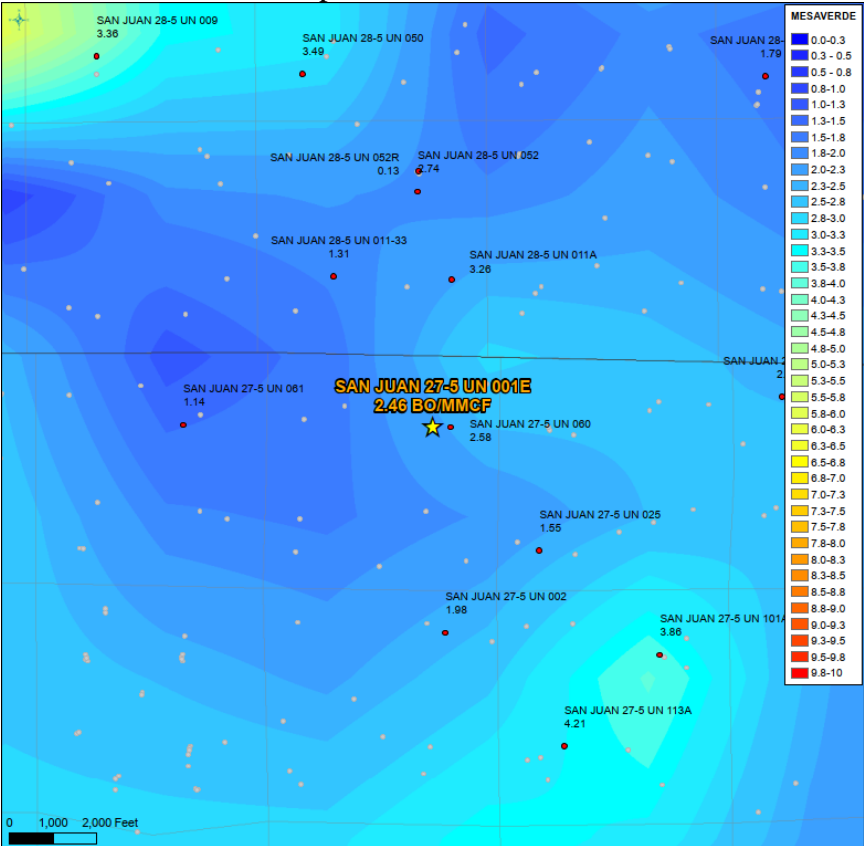 SAN JUAN 28-5 UN 009
3.36
SAN JUAN 28-5 UN 050
3.49
SAN JUAN 28-
1.79
SAN JUAN 28-5 UN 052R
0.13
SAN JUAN 28-5 UN 052
2.74
SAN JUAN 28-5 UN 011-33
1.31
SAN JUAN 28-5 UN 011A
3.26
SAN JUAN 2
2.
SAN JUAN 27-5 UN 061
1.14
SAN JUAN 27-5 UN 001E
2.46 BO/MMCF
SAN JUAN 27-5 UN 060
2.58
SAN JUAN 27-5 UN 025
1.55
SAN JUAN 27-5 UN 002
1.98
SAN JUAN 27-5 UN 101A
3.86
SAN JUAN 27-5 UN 113A
4.21
0 1,000 2,000 Feet
MESAVERDE
0.0-0.3
0.3 - 0.5
0.5 - 0.8
0.8-1.0
1.0-1.3
1.3-1.5
1.5-1.8
1.8-2.0
2.0-2.3
2.3-2.5
2.5-2.8
2.8-3.0
3.0-3.3
3.3-3.5
3.5-3.8
3.8-4.0
4.0-4.3
4.3-4.5
4.5-4.8
4.8-5.0
5.0-5.3
5.3-5.5
5.5-5.8
5.8-6.0
6.0-6.3
6.3-6.5
6.5-6.8
6.8-7.0
7.0-7.3
7.3-7.5
7.5-7.8
7.8-8.0
8.0-8.3
8.3-8.5
8.5-8.8
8.8-9.0
9.0-9.3
9.3-9.5
9.5-9.8
9.8-10